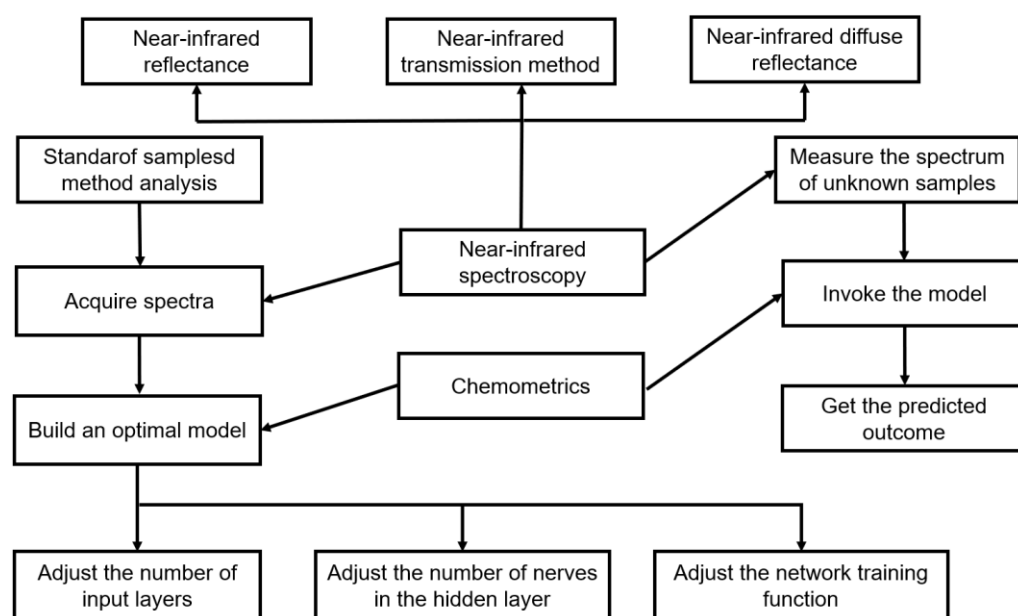 Near-infrared
reflectance
Near-infrared
transmission method
Near-infrared diffuse
reflectance
Standarof samplesd
method analysis
Measure the spectrum
of unknown samples
Near-infrared
spectroscopy
Acquire spectra
Invoke the model
Chemometrics
Build an optimal model
Get the predicted
outcome
Adjust the number of
input layers
Adjust the number of nerves
in the hidden layer
Adjust the network training
function